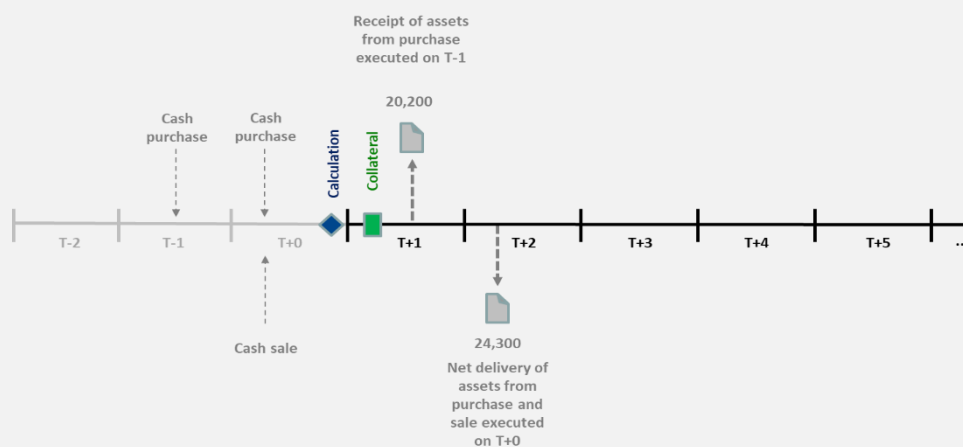 Receipt of assets
from purchase
executed on T-1
20,200
Cash
purchase
Cash
purchase
Calculation
Collateral
T-2
T-1
T+0
T+1
T+2
T+3
T+4
T+5
..
Cash sale
24,300
Net delivery of
assets from
purchase and
sale executed
on T+0